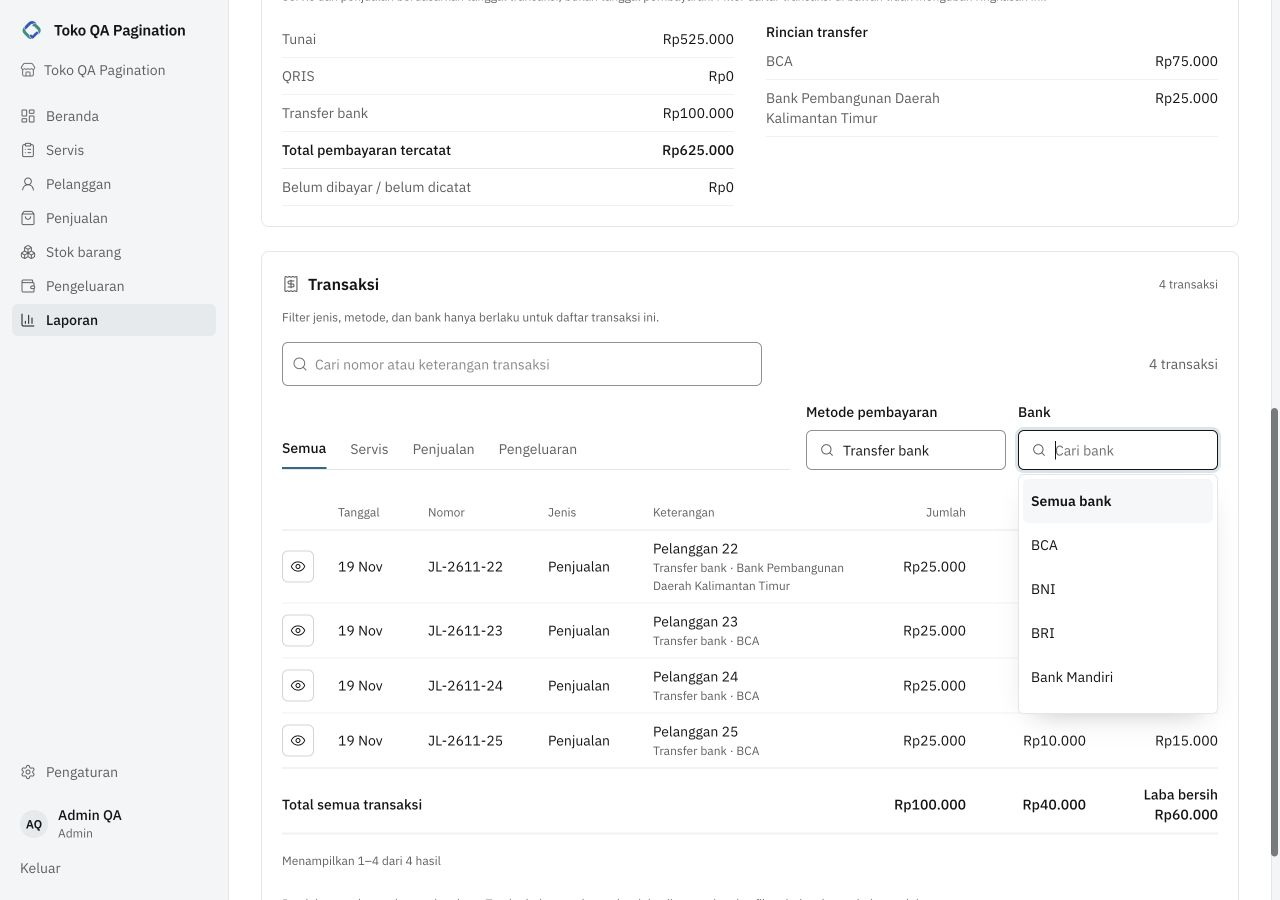 Toko QA Pagination
Toko QA Pagination
Beranda
Servis
Pelanggan
Penjualan
Stok barang
Pengeluaran
Laporan
Pengaturan
AQ
Admin QA
Admin
Keluar
Tunai Rp525.000
QRIS Rp0
Transfer bank Rp100.000
Total pembayaran tercatat Rp625.000
Belum dibayar / belum dicatat Rp0
Rincian transfer
BCA Rp75.000
Bank Pembangunan Daerah Rp25.000
Kalimantan Timur
Transaksi 4 transaksi
Filter jenis, metode, dan bank hanya berlaku untuk daftar transaksi ini.
Cari nomor atau keterangan transaksi 4 transaksi
Metode pembayaran Bank
Semua Servis Penjualan Pengeluaran Transfer bank Cari bank
Semua bank
BCA
BNI
BRI
Bank Mandiri
Tanggal Nomor Jenis Keterangan Jumlah
19 Nov JL-2611-22 Penjualan Pelanggan 22 Rp25.000
Transfer bank · Bank Pembangunan
Daerah Kalimantan Timur
19 Nov JL-2611-23 Penjualan Pelanggan 23 Rp25.000
Transfer bank · BCA
19 Nov JL-2611-24 Penjualan Pelanggan 24 Rp25.000
Transfer bank · BCA
19 Nov JL-2611-25 Penjualan Pelanggan 25 Rp25.000 Rp10.000 Rp15.000
Transfer bank · BCA
Total semua transaksi Rp100.000 Rp40.000 Laba bersih
Rp60.000
Menampilkan 1–4 dari 4 hasil